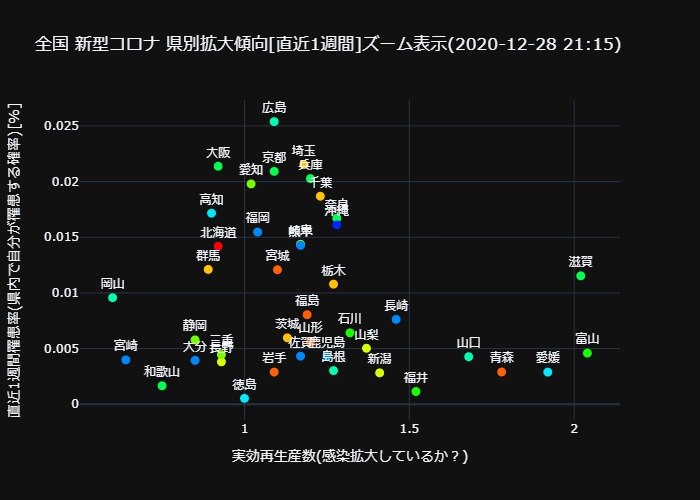 全国 新型コロナ 県別拡大傾向[直近1週間]ズーム表示(2020-12-28 21:15)
直近1週間罹患率(県内で自分が罹患する確率)[%]
0.025
0.02
0.015
0.01
0.005
0
広島
大阪
京都
埼玉
兵庫
愛知
千葉
高知
奈良
沖縄
福岡
北海道
群馬
宮城
滋賀
栃木
岡山
福島
長崎
静岡
茨城
山形
石川
三重
山梨
富山
宮崎
大分
長野
佐賀
鹿児島
島根
新潟
山口
岩手
青森
愛媛
和歌山
福井
徳島
1
1.5
2
実効再生産数(感染拡大しているか？)